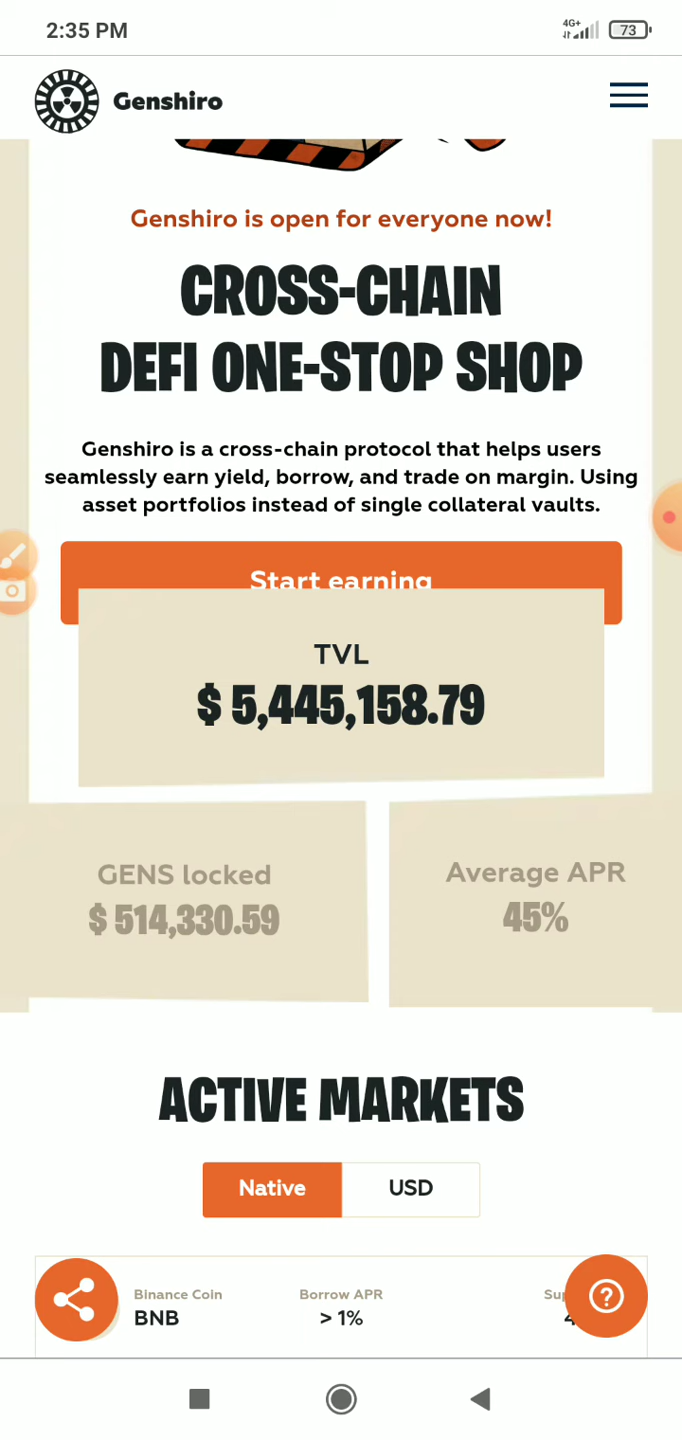 2:35 PM
4G+
73
Genshiro
Genshiro is open for everyone now!
CROSS-CHAIN
DEFI ONE-STOP SHOP
Genshiro is a cross-chain protocol that helps users
seamlessly earn yield, borrow, and trade on margin. Using
asset portfolios instead of single collateral vaults.
Start earning
TVL
$ 5,445,158.79
GENS locked
$ 514,330.59
Average APR
45%
ACTIVE MARKETS
Native
USD
Binance Coin
Borrow APR
BNB
> 1%